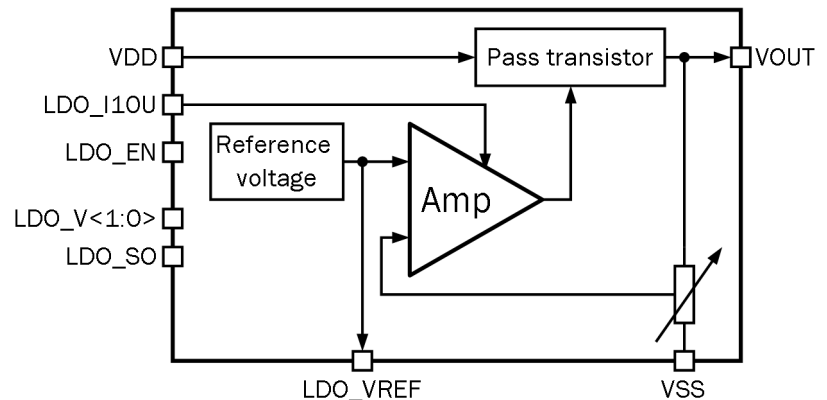 VDD
Pass transistor
VOUT
LDO_I10U
LDO_EN
Reference
voltage
Amp
LDO_V<1:0>
LDO_SO
LDO_VREF
VSS